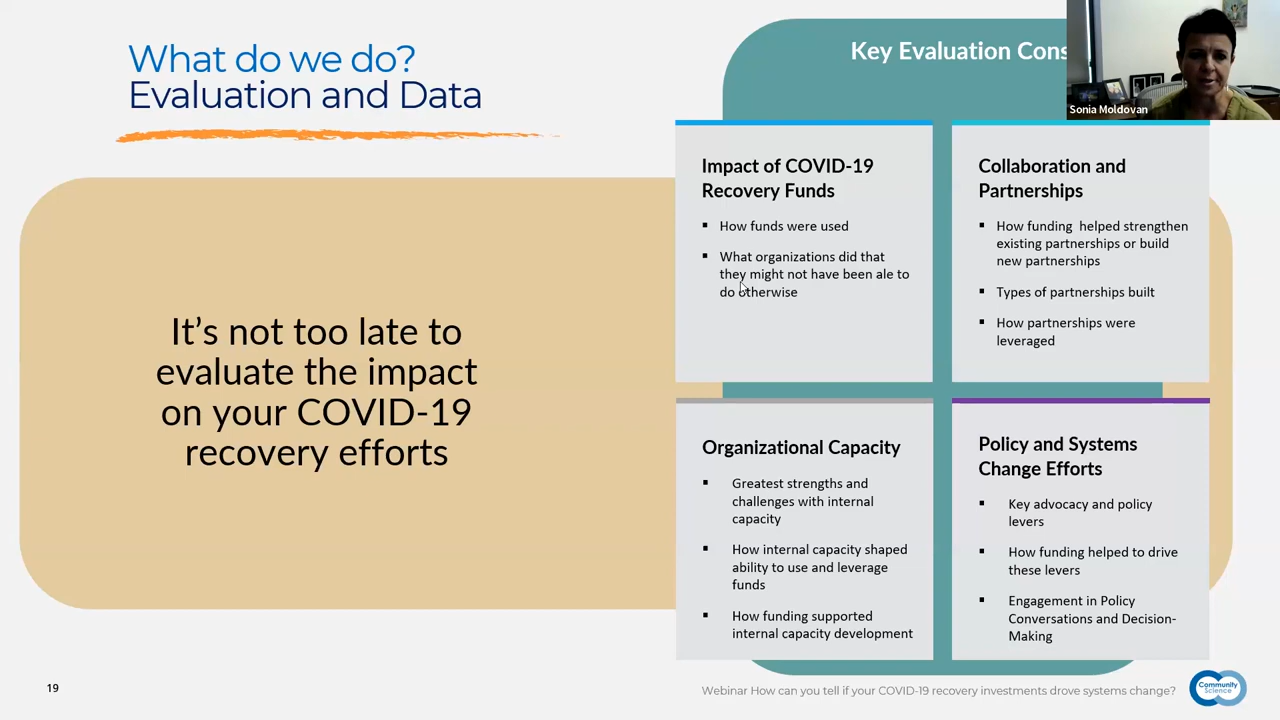 What do we do?
Evaluation and Data
Key Evaluation Cons
Sonia Moldovan
It's not too late to
evaluate the impact
on your COVID-19
recovery efforts
Impact of COVID-19
Recovery Funds
▪ How funds were used
▪ What organizations did that
they might not have been ale to
do otherwise
Collaboration and
Partnerships
▪ How funding helped strengthen
existing partnerships or build
new partnerships
▪ Types of partnerships built
▪ How partnerships were
leveraged
Organizational Capacity
▪ Greatest strengths and
challenges with internal
capacity
▪ How internal capacity shaped
ability to use and leverage
funds
▪ How funding supported
internal capacity development
Policy and Systems
Change Efforts
▪ Key advocacy and policy
levers
▪ How funding helped to drive
these levers
▪ Engagement in Policy
Conversations and Decision-
Making
19
Webinar How can you tell if your COVID-19 recovery investments drove systems change?
Community
Science